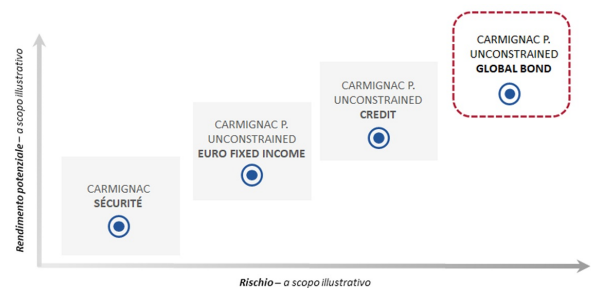 CARMIGNAC P.
UNCONSTRAINED
GLOBAL BOND
CARMIGNAC P.
UNCONSTRAINED
CREDIT
CARMIGNAC P.
UNCONSTRAINED
EURO FIXED INCOME
CARMIGNAC
SÉCURITÉ
Rendimento potenziale – a scopo illustrativo
Rischio – a scopo illustrativo